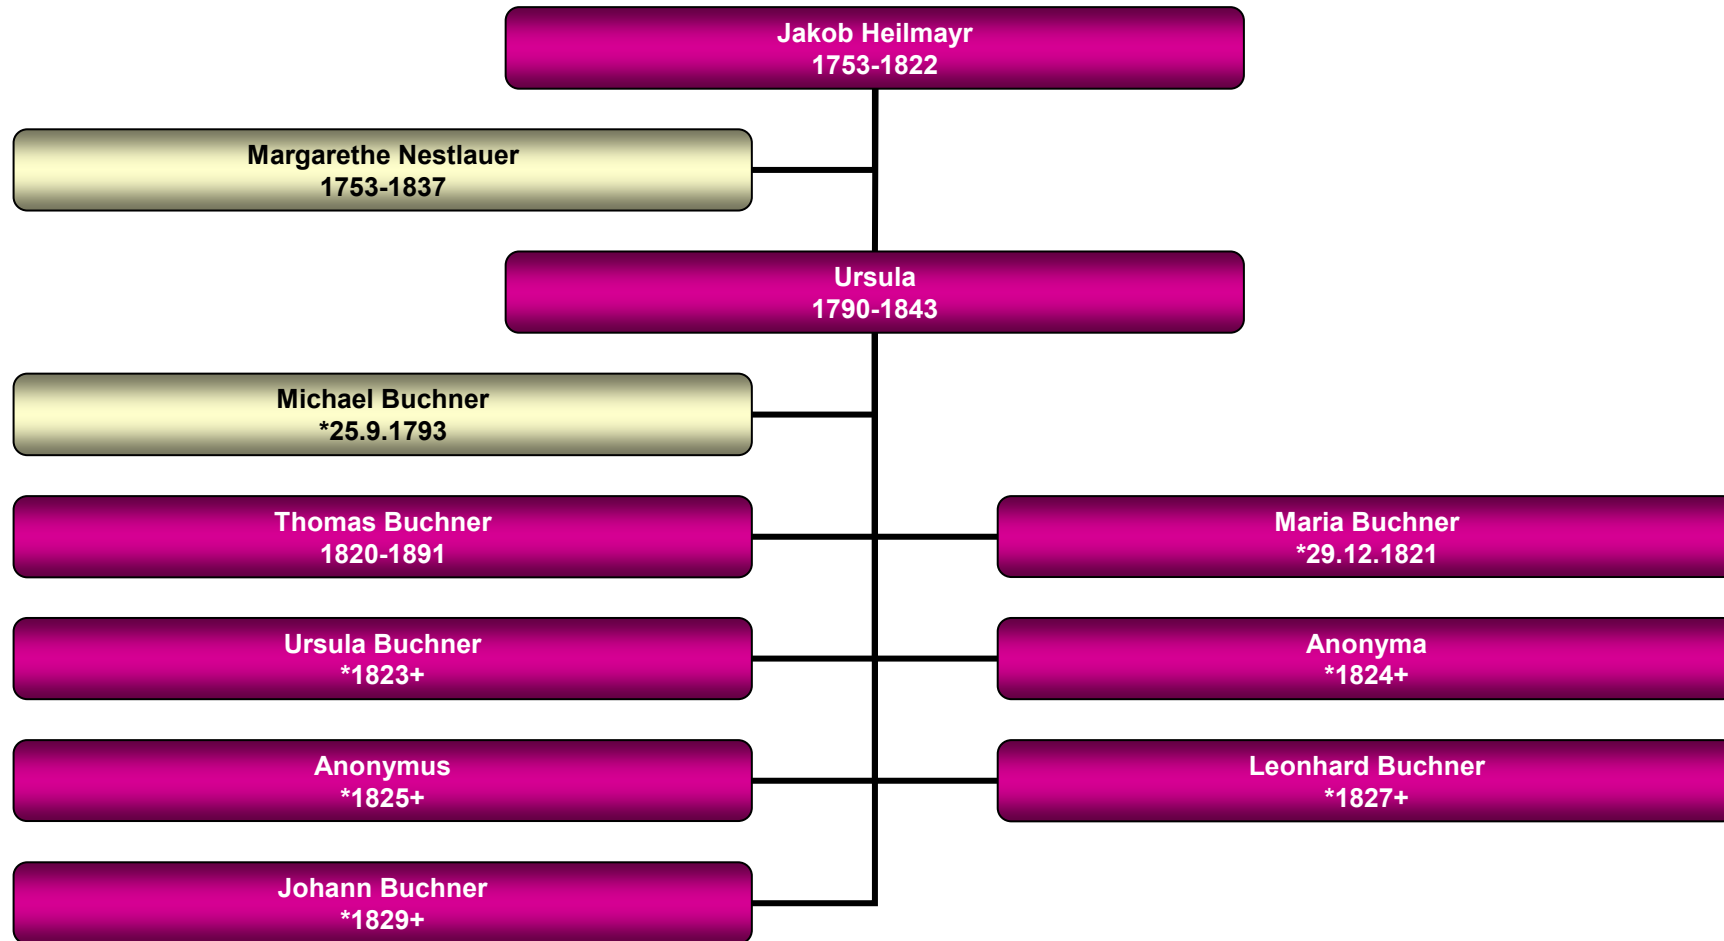 Jakob Heilmayr
1753-1822
Margarethe Nestlauer
1753-1837
Ursula
1790-1843
Michael Buchner
*25.9.1793
Thomas Buchner
1820-1891
Maria Buchner
*29.12.1821
Ursula Buchner
*1823+
Anonyma
*1824+
Anonymus
*1825+
Leonhard Buchner
*1827+
Johann Buchner
*1829+